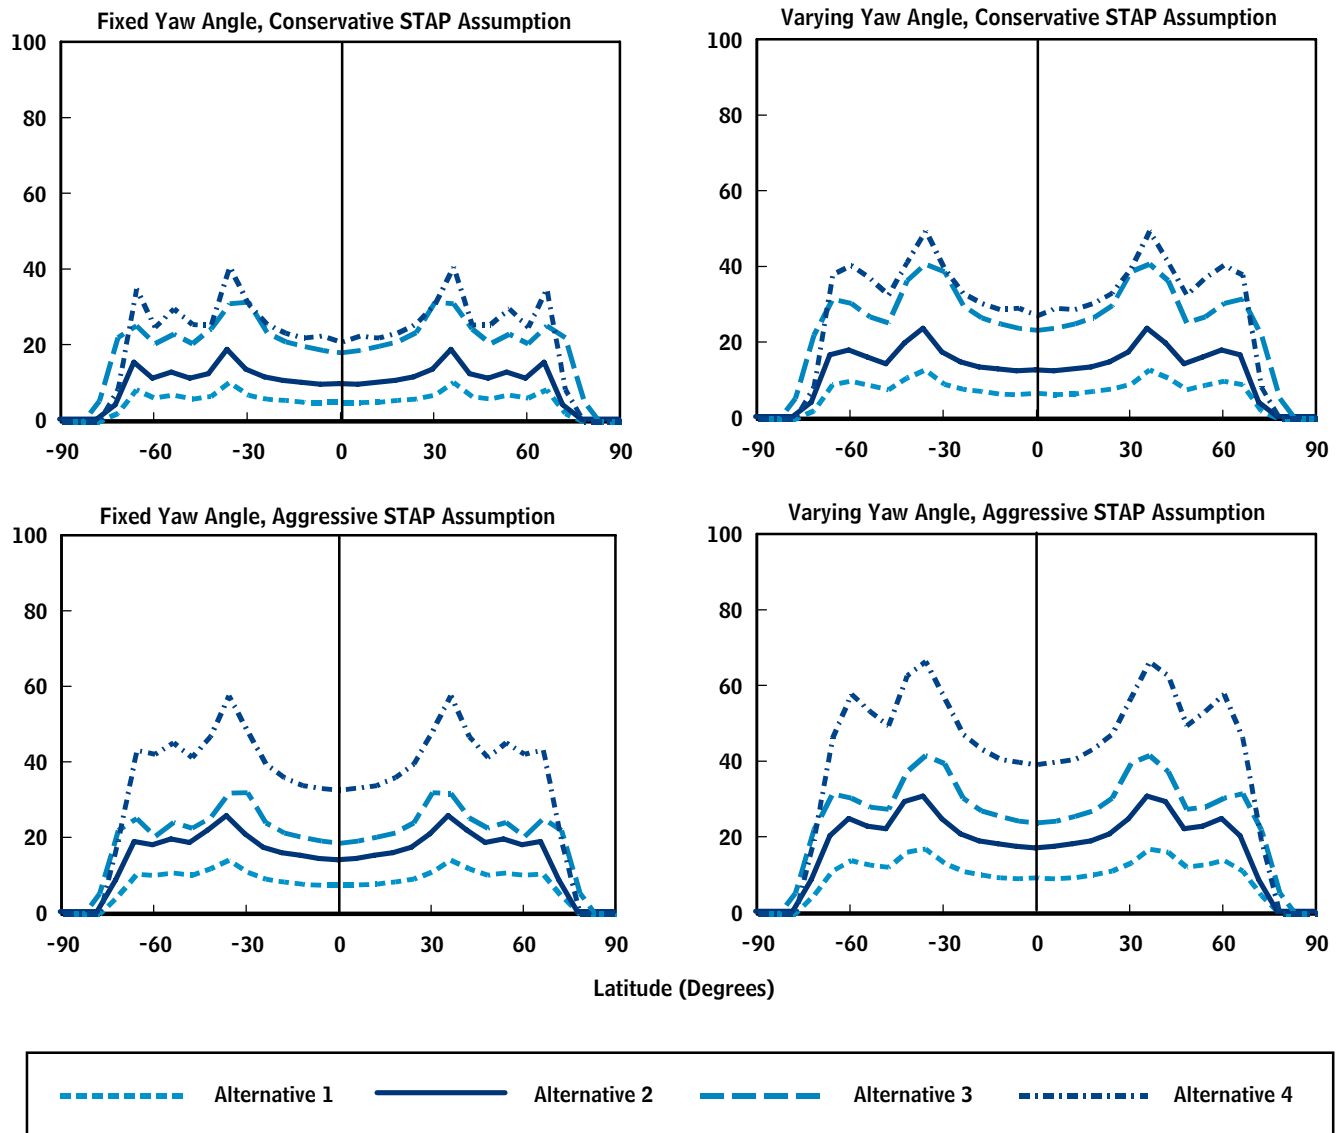 Fixed Yaw Angle, Conservative STAP Assumption
100
80
60
40
20
0
-90 -60 -30 0 30 60 90
Varying Yaw Angle, Conservative STAP Assumption
100
80
60
40
20
0
-90 -60 -30 0 30 60 90
Fixed Yaw Angle, Aggressive STAP Assumption
100
80
60
40
20
0
-90 -60 -30 0 30 60 90
Varying Yaw Angle, Aggressive STAP Assumption
100
80
60
40
20
0
-90 -60 -30 0 30 60 90
Latitude (Degrees)
Alternative 1 Alternative 2 Alternative 3 Alternative 4